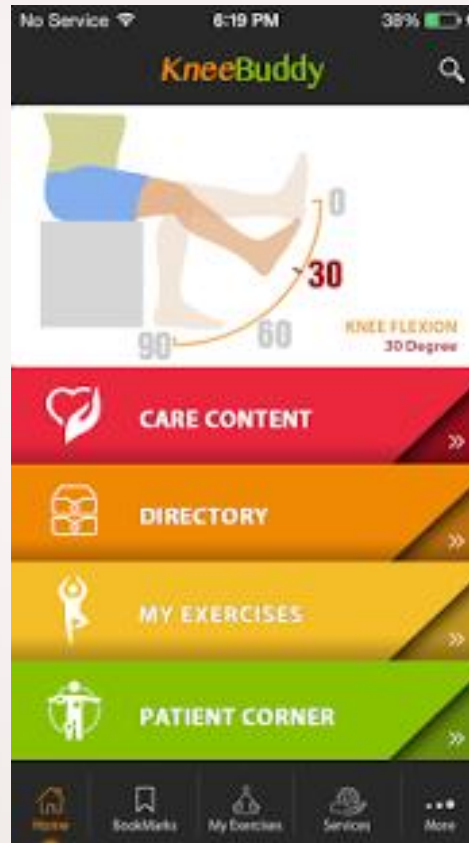 No Service 6:19 PM 38%
KneeBuddy
0
30
60
90
KNEE FLEXION
30 Degree
CARE CONTENT
DIRECTORY
MY EXERCISES
PATIENT CORNER
Home BookMarks My Exercises Services More